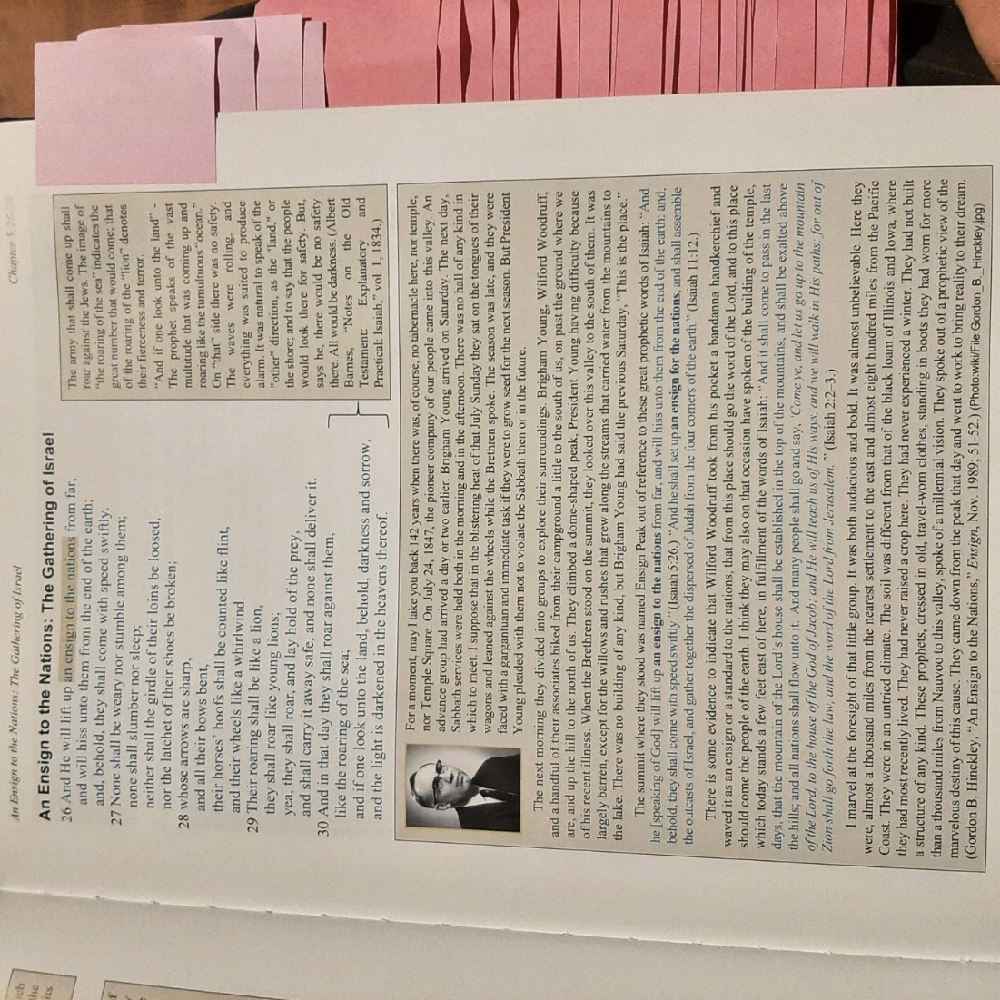 An Ensign to the Nations: The Gathering of Israel
Chapter 5:26-30
An Ensign to the Nations: The Gathering of Israel
26 And He will lift up an ensign to the nations from far,
and will hiss unto them from the end of the earth;
and, behold, they shall come with speed swiftly.
27 None shall be weary nor stumble among them;
none shall slumber nor sleep;
neither shall the girdle of their loins be loosed,
nor the latchet of their shoes be broken;
28 whose arrows are sharp,
and all their bows bent,
their horses' hoofs shall be counted like flint,
and their wheels like a whirlwind.
29 Their roaring shall be like a lion,
they shall roar like young lions;
yea, they shall roar, and lay hold of the prey,
and shall carry it away safe, and none shall deliver it.
30 And in that day they shall roar against them,
like the roaring of the sea;
and if one look unto the land, behold, darkness and sorrow,
and the light is darkened in the heavens thereof.
The army that shall come up shall
roar against the Jews. The image of
"the roaring of the sea" indicates the
great number that would come; that
of the roaring of the "lion" denotes
their fierceness and terror.
"And if one look unto the land" -
The prophet speaks of the vast
multitude that was coming up and
roaring like the tumultuous "ocean."
On "that" side there was no safety.
The waves were rolling, and
everything was suited to produce
alarm. It was natural to speak of the
"other" direction, as the "land," or
the shore; and to say that the people
would look there for safety. But,
says he, there would be no safety
there. All would be darkness. (Albert
Barnes, "Notes on the Old
Testament: Explanatory and
Practical: Isaiah," vol. 1, 1834.)
For a moment, may I take you back 142 years when there was, of course, no tabernacle here, nor temple,
nor Temple Square. On July 24, 1847, the pioneer company of our people came into this valley. An
advance group had arrived a day or two earlier. Brigham Young arrived on Saturday. The next day,
Sabbath services were held both in the morning and in the afternoon. There was no hall of any kind in
which to meet. I suppose that in the blistering heat of that July Sunday they sat on the tongues of their
wagons and leaned against the wheels while the Brethren spoke. The season was late, and they were
faced with a gargantuan and immediate task if they were to grow seed for the next season. But President
Young pleaded with them not to violate the Sabbath then or in the future.
The next morning they divided into groups to explore their surroundings. Brigham Young, Wilford Woodruff,
and a handful of their associates hiked from their campground a little to the south of us, on past the ground where we
are, and up the hill to the north of us. They climbed a dome-shaped peak, President Young having difficulty because
of his recent illness. When the Brethren stood on the summit, they looked over this valley to the south of them. It was
largely barren, except for the willows and rushes that grew along the streams that carried water from the mountains to
the lake. There was no building of any kind, but Brigham Young had said the previous Saturday, "This is the place."
The summit where they stood was named Ensign Peak out of reference to these great prophetic words of Isaiah: "And
he [speaking of God] will lift up an ensign to the nations from far, and will hiss unto them from the end of the earth: and,
behold, they shall come with speed swiftly." (Isaiah 5:26.) "And he shall set up an ensign for the nations, and shall assemble
the outcasts of Israel, and gather together the dispersed of Judah from the four corners of the earth." (Isaiah 11:12.)
There is some evidence to indicate that Wilford Woodruff took from his pocket a bandanna handkerchief and
waved it as an ensign or a standard to the nations, that from this place should go the word of the Lord, and to this place
should come the people of the earth. I think they may also on that occasion have spoken of the building of the temple,
which today stands a few feet east of here, in fulfillment of the words of Isaiah: "And it shall come to pass in the last
days, that the mountain of the Lord's house shall be established in the top of the mountains, and shall be exalted above
the hills; and all nations shall flow unto it. And many people shall go and say, 'Come ye, and let us go up to the mountain
of the Lord, to the house of the God of Jacob; and He will teach us of His ways, and we will walk in His paths; for out of
Zion shall go forth the law, and the word of the Lord from Jerusalem.'" (Isaiah 2:2–3.)
I marvel at the foresight of that little group. It was both audacious and bold. It was almost unbelievable. Here they
were, almost a thousand miles from the nearest settlement to the east and almost eight hundred miles from the Pacific
Coast. They were in an untried climate. The soil was different from that of the black loam of Illinois and Iowa, where
they had most recently lived. They had never raised a crop here. They had never experienced a winter. They had not built
a structure of any kind. These prophets, dressed in old, travel-worn clothes, standing in boots they had worn for more
than a thousand miles from Nauvoo to this valley, spoke of a millennial vision. They spoke out of a prophetic view of the
marvelous destiny of this cause. They came down from the peak that day and went to work to bring reality to their dream.
(Gordon B. Hinckley, "An Ensign to the Nations," Ensign, Nov. 1989; 51-52.) (Photo.wiki/File:Gordon_B._Hinckley.jpg)